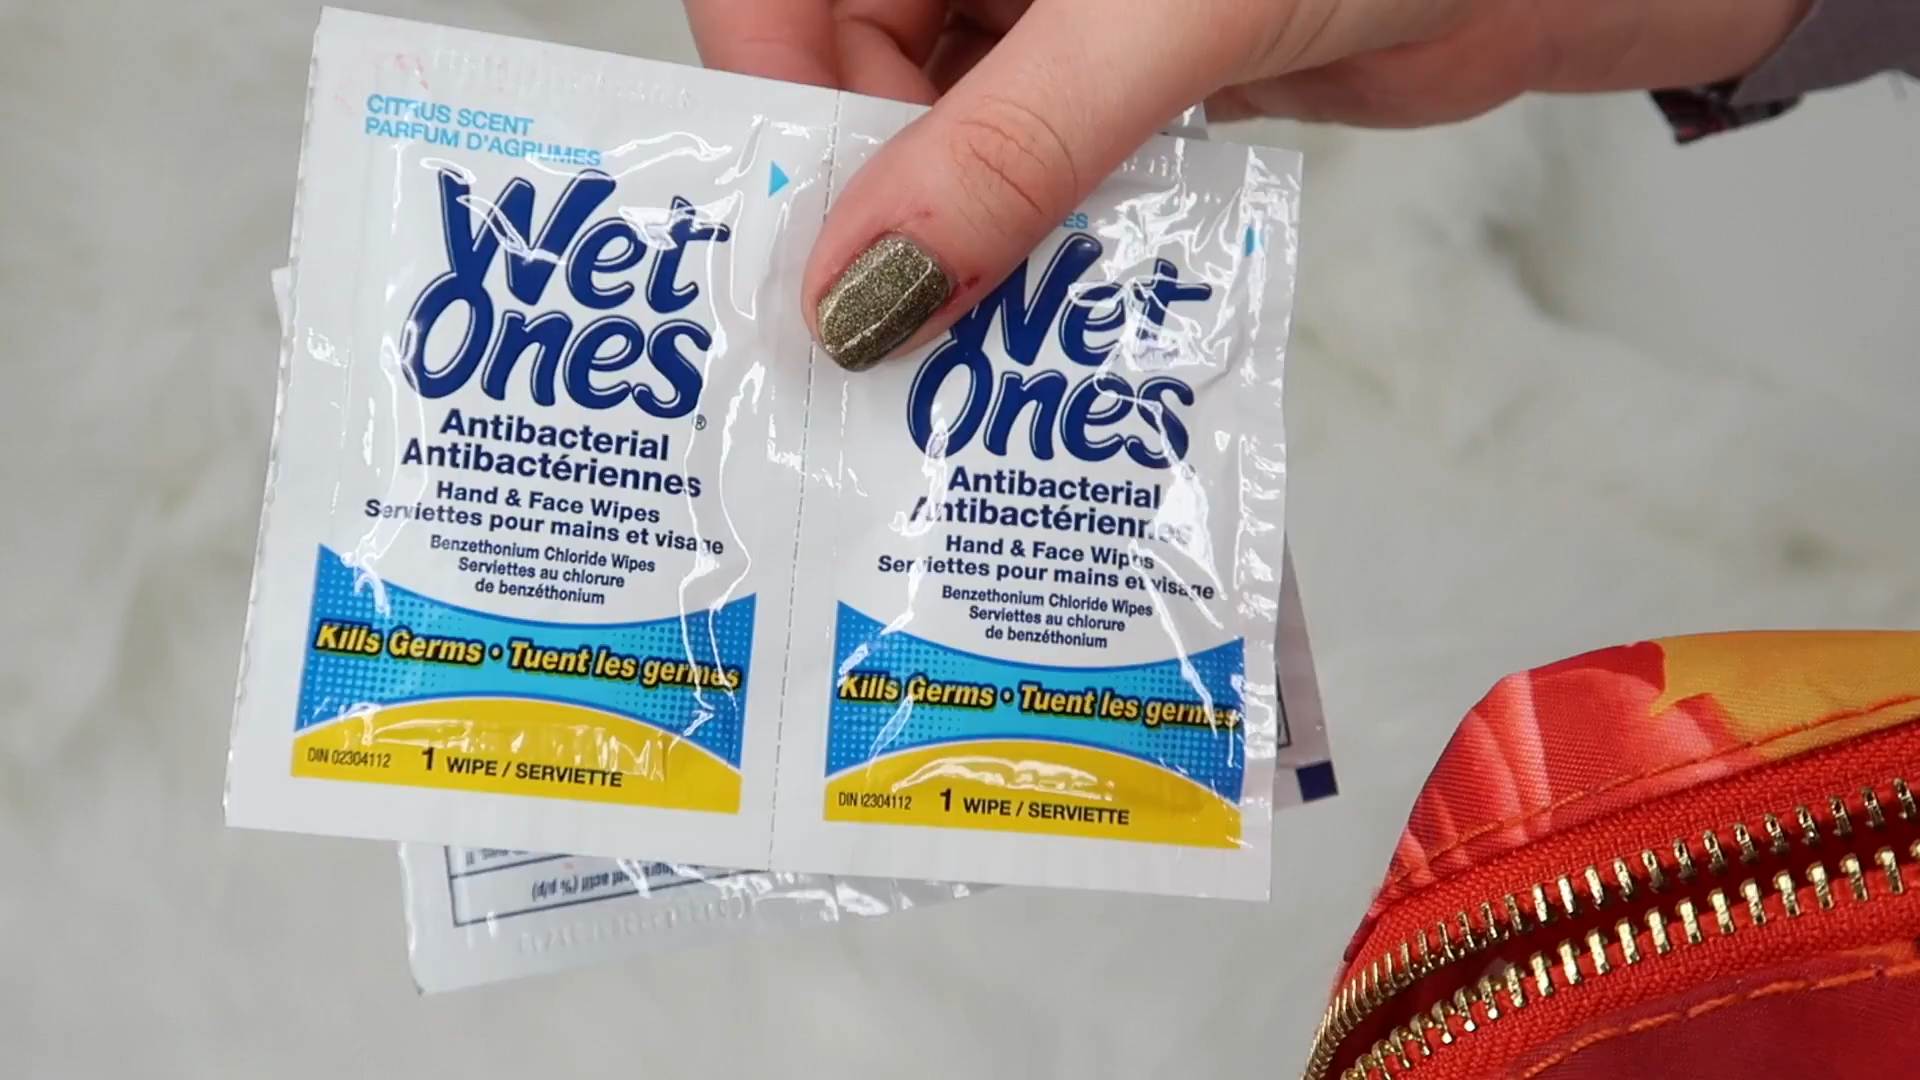 CITRUS SCENT
PARFUM D'AGRUMES
Wet
Ones®
Antibacterial
Antibactériennes
Hand & Face Wipes
Serviettes pour mains et visage
Benzethonium Chloride Wipes
Serviettes au chlorure
de benzéthonium
Kills Germs • Tuent les germes
DIN 02304112
1 WIPE / SERVIETTE
Wet
Ones
Antibacterial
Antibactériennes
Hand & Face Wipes
Serviettes pour mains et visage
Benzethonium Chloride Wipes
Serviettes au chlorure
de benzéthonium
Kills Germs • Tuent les germes
DIN 02304112
1 WIPE / SERVIETTE